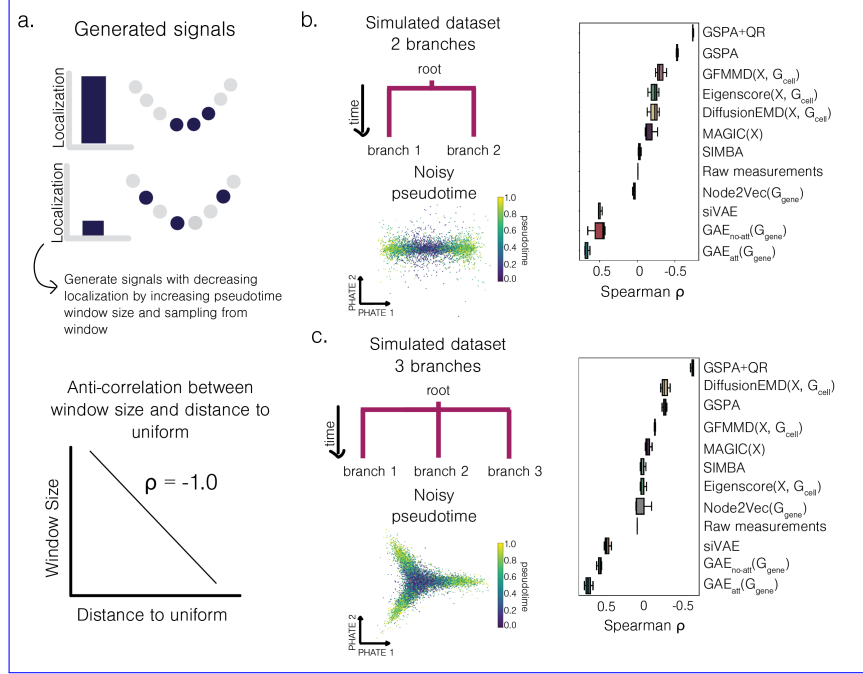 a.
Generated signals
Localization
Localization
Generate signals with decreasing
localization by increasing pseudotime
window size and sampling from
window
Anti-correlation between
window size and distance to
uniform
Window Size
ρ = -1.0
Distance to uniform
b.
Simulated dataset
2 branches
root
time
branch 1
branch 2
Noisy
pseudotime
1.0
0.8
0.6
0.4
0.2
0.0
pseudotime
PHATE 2
PHATE 1
GSPA+QR
GSPA
GFMMD(X, Gcell)
Eigenscore(X, Gcell)
DiffusionEMD(X, Gcell)
MAGIC(X)
SIMBA
Raw measurements
Node2Vec(Ggene)
siVAE
GAEno-att(Ggene)
GAEatt(Ggene)
0.5 0 -0.5
Spearman ρ
c.
Simulated dataset
3 branches
root
time
branch 1 branch 2 branch 3
Noisy
pseudotime
1.0
0.8
0.6
0.4
0.2
0.0
pseudotime
PHATE 2
PHATE 1
GSPA+QR
DiffusionEMD(X, Gcell)
GSPA
GFMMD(X, Gcell)
MAGIC(X)
SIMBA
Eigenscore(X, Gcell)
Node2Vec(Ggene)
Raw measurements
siVAE
GAEno-att(Ggene)
GAEatt(Ggene)
0.5 0 -0.5
Spearman ρ